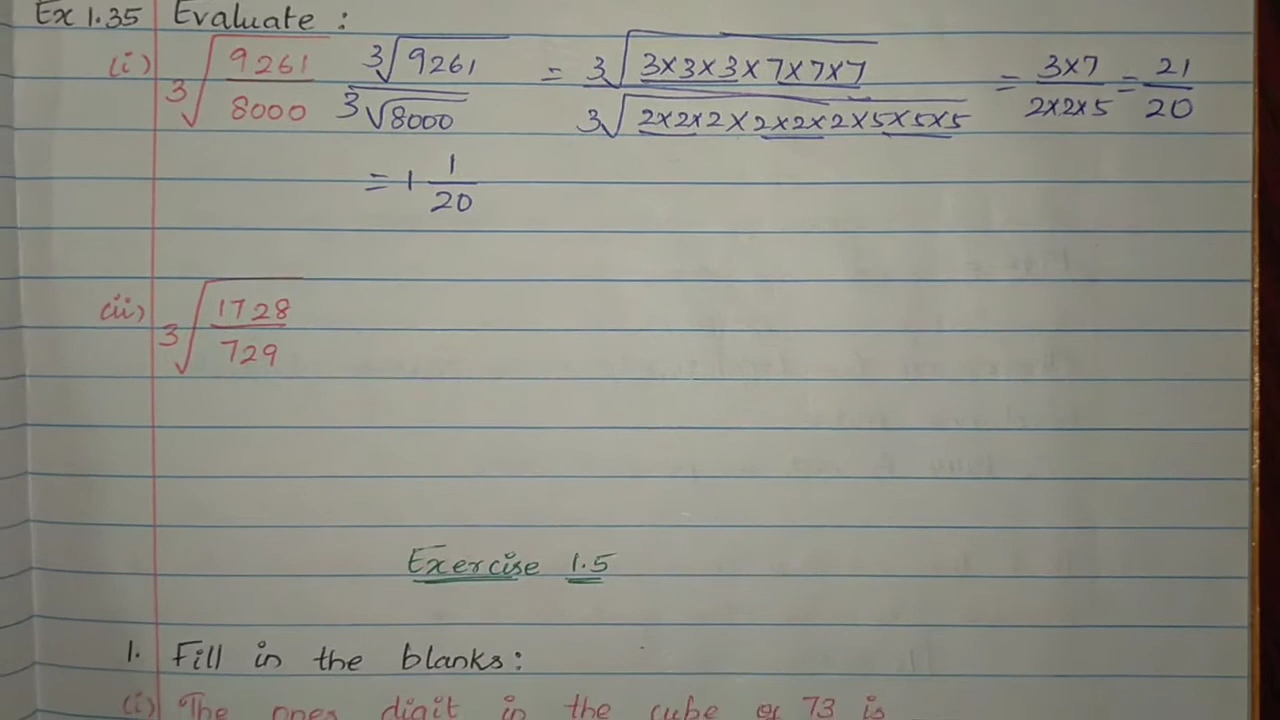 Ex 1.35 Evaluate :
(i) ∛(9261/8000) ∛9261/∛8000 = ∛(3×3×3×7×7×7)/∛(2×2×2×2×2×2×5×5×5) = 3×7/2×2×5 = 21/20
= 1 1/20
(ii) ∛(1728/729)
Exercise 1.5
1. Fill in the blanks:
(i) The ones digit in the cube of 73 is